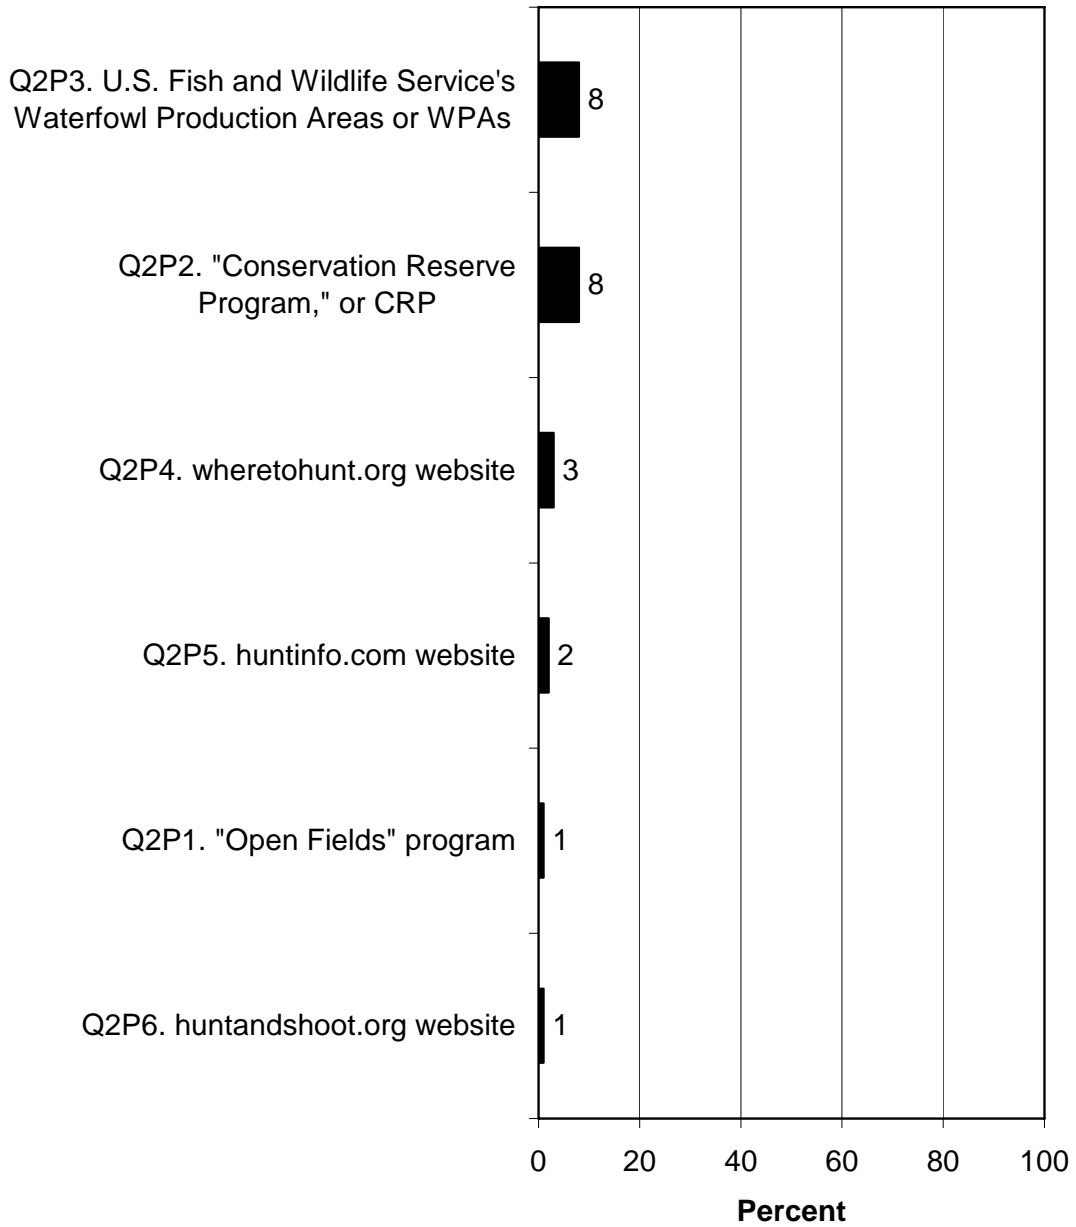 Q2P3. U.S. Fish and Wildlife Service's
Waterfowl Production Areas or WPAs
8
Q2P2. "Conservation Reserve
Program," or CRP
8
Q2P4. wheretohunt.org website
3
Q2P5. huntinfo.com website
2
Q2P1. "Open Fields" program
1
Q2P6. huntandshoot.org website
1
0 20 40 60 80 100
Percent